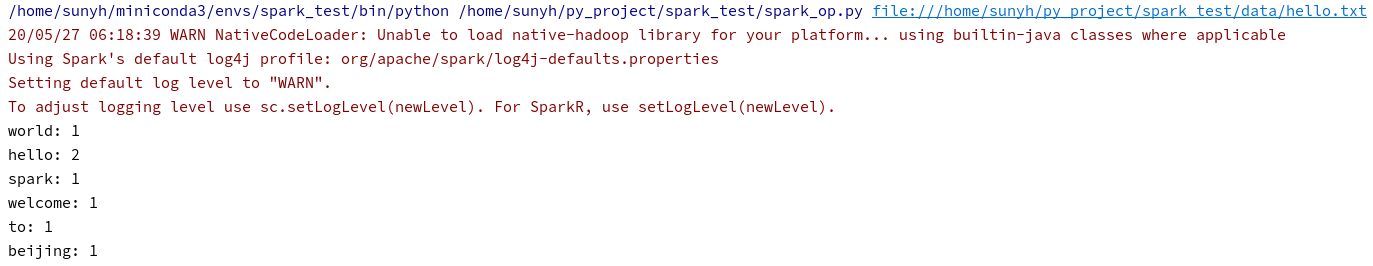 /home/sunyh/miniconda3/envs/spark_test/bin/python /home/sunyh/py_project/spark_test/spark_op.py file:///home/sunyh/py_project/spark_test/data/hello.txt
20/05/27 06:18:39 WARN NativeCodeLoader: Unable to load native-hadoop library for your platform... using builtin-java classes where applicable
Using Spark's default log4j profile: org/apache/spark/log4j-defaults.properties
Setting default log level to "WARN".
To adjust logging level use sc.setLogLevel(newLevel). For SparkR, use setLogLevel(newLevel).
world: 1
hello: 2
spark: 1
welcome: 1
to: 1
beijing: 1